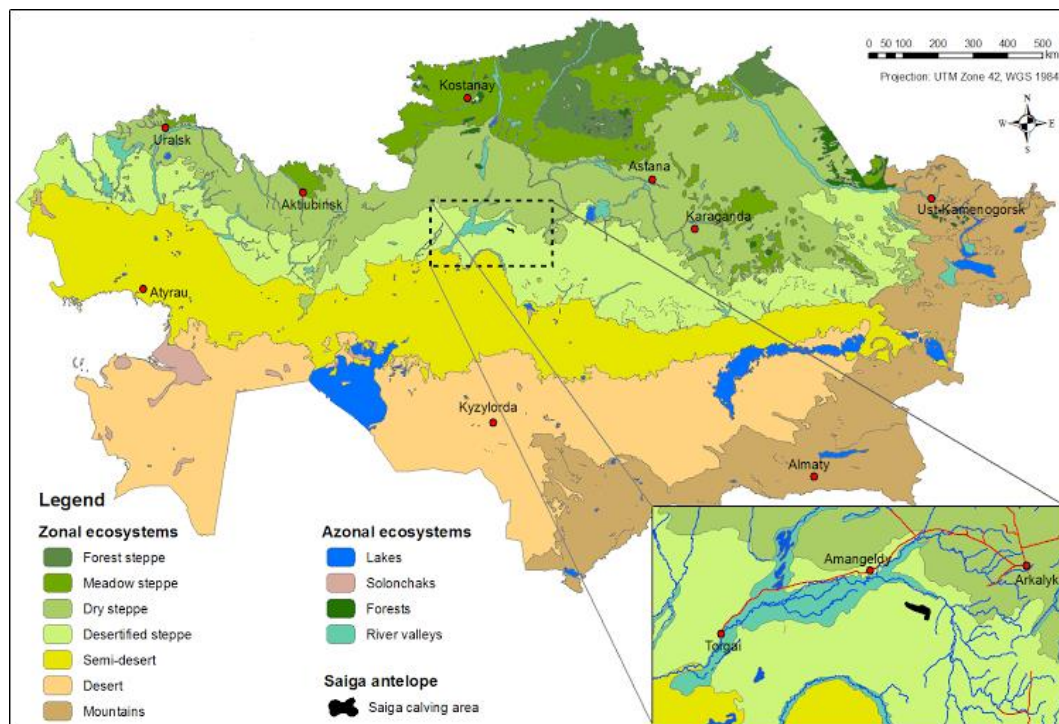 0 50 100 200 300 400 500
km
Projection: UTM Zone 42, WGS 1984
N
W E
S
Kostanay
Uralsk
Astana
Aktiubinsk
Ust-Kamenogorsk
Karaganda
Atyrau
Kyzylorda
Almaty
Legend
Zonal ecosystems
Forest steppe
Meadow steppe
Dry steppe
Desertified steppe
Semi-desert
Desert
Mountains
Azonal ecosystems
Lakes
Solonchaks
Forests
River valleys
Saiga antelope
Saiga calving area
Amangeldy
Arkalyk
Torgai